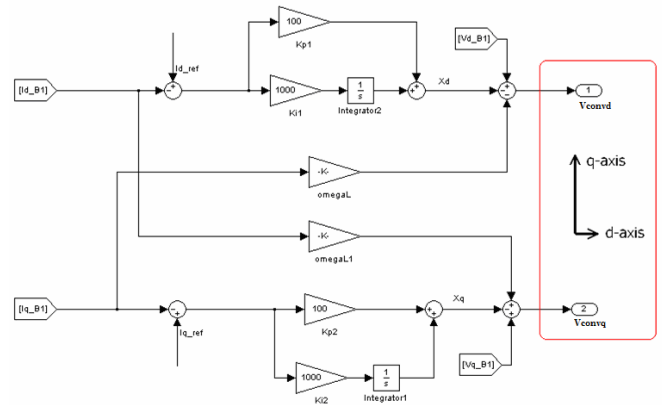 100
Kp1
[Vd_B1]
Id_ref
[Id_B1]
1000
Ki1
1
s
Integrator2
Xd
1
Vconvd
-K-
omegaL
q-axis
d-axis
-K-
omegaL1
[Iq_B1]
Iq_ref
100
Kp2
Xq
2
Vconvq
[Vq_B1]
1000
Ki2
1
s
Integrator1